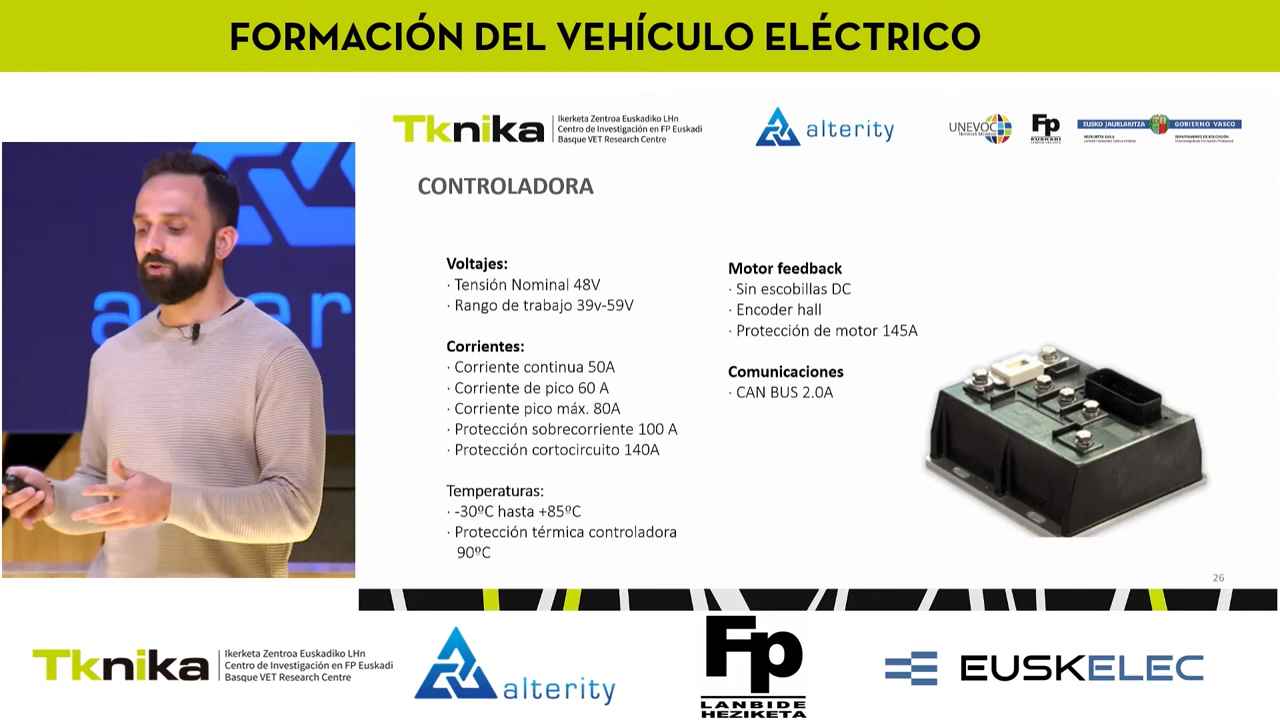 FORMACIÓN DEL VEHÍCULO ELÉCTRICO
Tknika
Ikerketa Zentroa Euskadiko LHn
Centro de Investigación en FP Euskadi
Basque VET Research Centre
alterity
UNEVOC
Network Member
Fp
EUSKADI
LANBIDE HEZIKETA
EUSKO JAURLARITZA
GOBIERNO VASCO
CONTROLADORA
Voltajes:
· Tensión Nominal 48V
· Rango de trabajo 39v-59V
Corrientes:
· Corriente continua 50A
· Corriente de pico 60 A
· Corriente pico máx. 80A
· Protección sobrecorriente 100 A
· Protección cortocircuito 140A
Temperaturas:
· -30ºC hasta +85ºC
· Protección térmica controladora
90ºC
Motor feedback
· Sin escobillas DC
· Encoder hall
· Protección de motor 145A
Comunicaciones
· CAN BUS 2.0A
26
Tknika
Ikerketa Zentroa Euskadiko LHn
Centro de Investigación en FP Euskadi
Basque VET Research Centre
alterity
Fp
LANBIDE
HEZIKETA
EUSKELEC